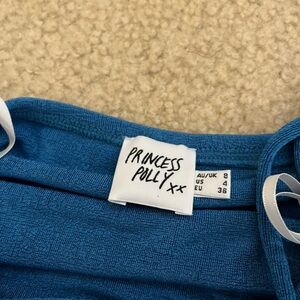 PRINCESS
POLLY xx
AU/UK 8
US 4
EU 36